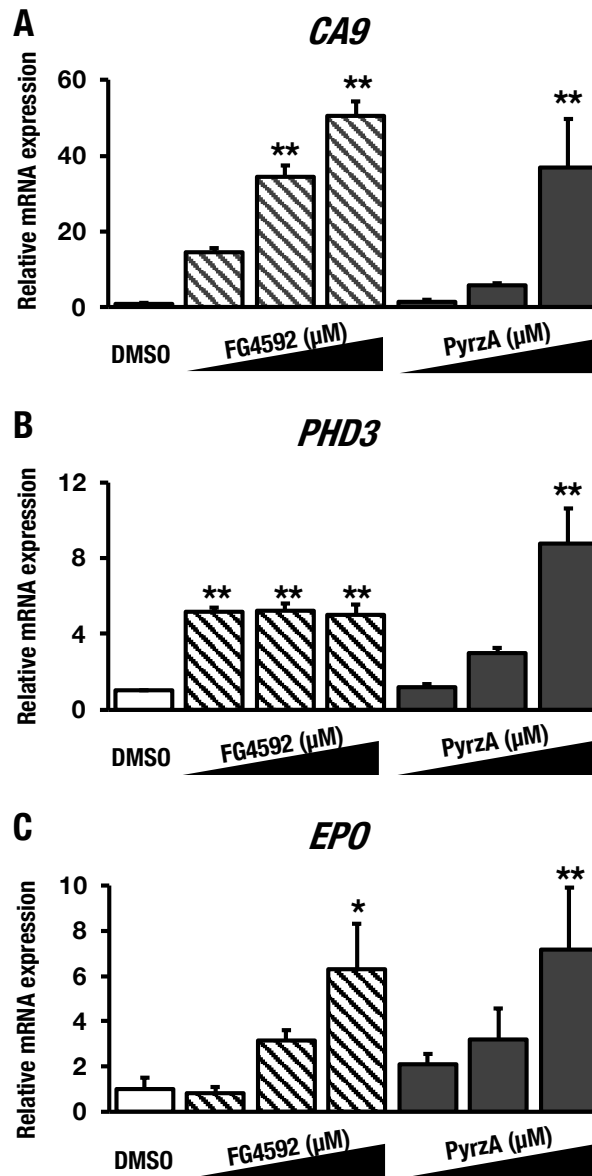 A
CA9
Relative mRNA expression
60
40
20
0
**
**
**
DMSO
FG4592 (µM)
PyrzA (µM)
B
PHD3
Relative mRNA expression
12
8
4
0
**
**
**
**
DMSO
FG4592 (µM)
PyrzA (µM)
C
EPO
Relative mRNA expression
10
8
6
4
2
0
*
**
DMSO
FG4592 (µM)
PyrzA (µM)